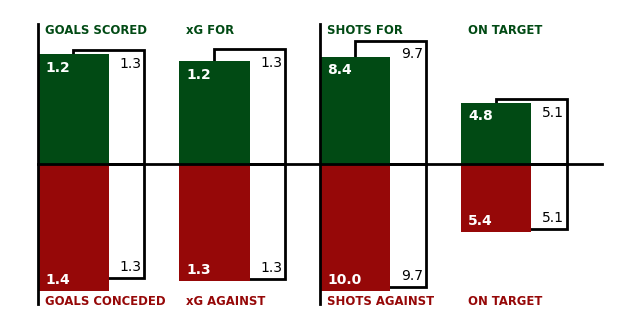 GOALS SCORED xG FOR SHOTS FOR ON TARGET
1.2 1.3 1.2 1.3 8.4 9.7 4.8 5.1
1.4 1.3 1.3 1.3 10.0 9.7 5.4 5.1
GOALS CONCEDED xG AGAINST SHOTS AGAINST ON TARGET